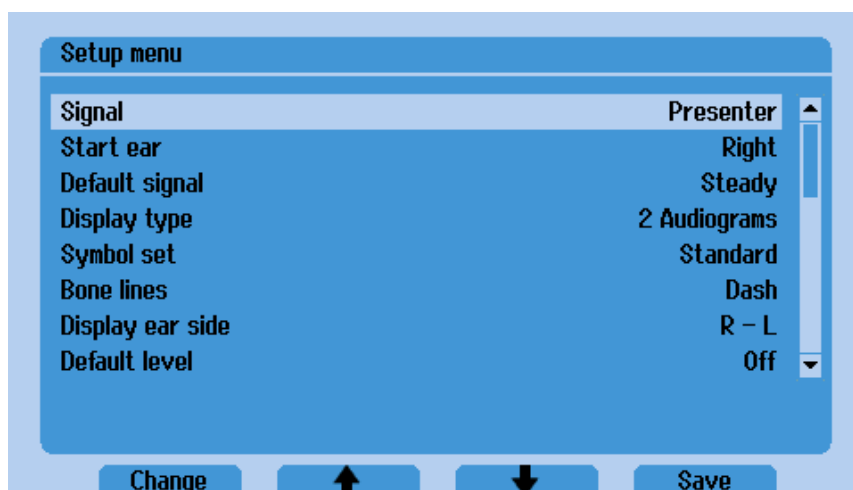 Setup menu
Signal Presenter
Start ear Right
Default signal Steady
Display type 2 Audiograms
Symbol set Standard
Bone lines Dash
Display ear side R - L
Default level Off
Change Save